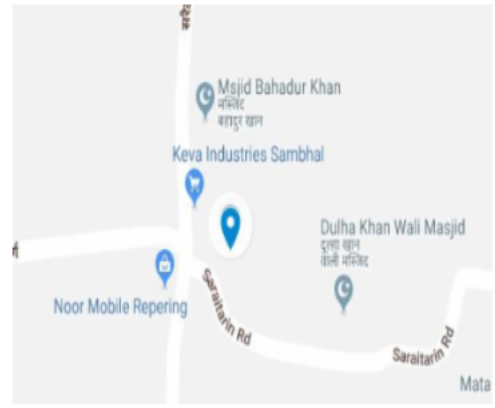 Msjid Bahadur Khan
मस्जिद
बहादुर खान
Keva Industries Sambhal
Dulha Khan Wali Masjid
दूल्हा खान
वाली मस्जिद
Noor Mobile Repering
Saraitarin Rd
Saraitarin Rd
Mata